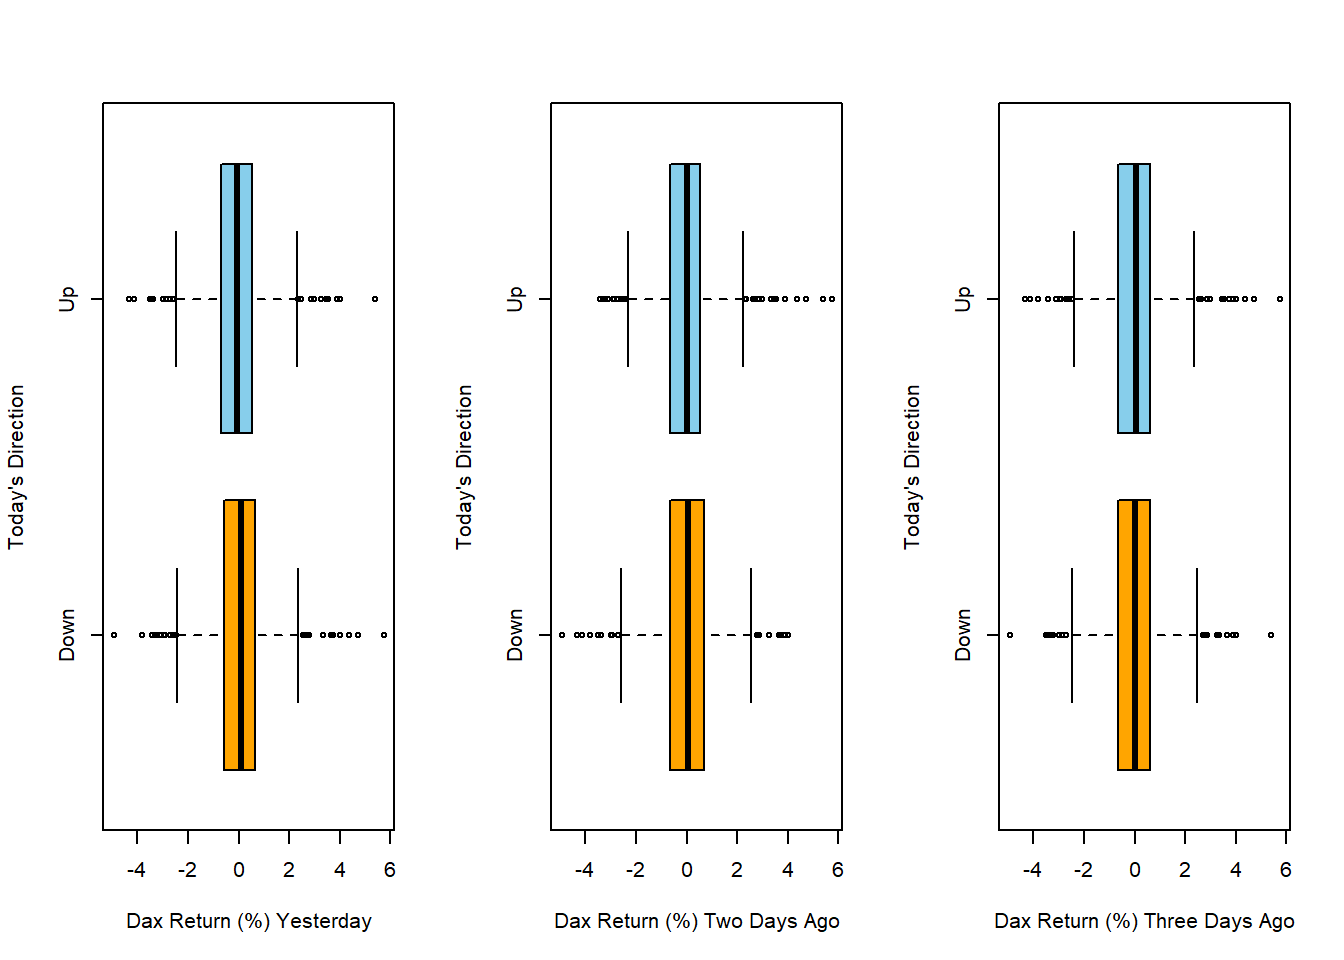 Today's Direction
Up
Down
-4 -2 0 2 4 6
Dax Return (%) Yesterday
Today's Direction
Up
Down
-4 -2 0 2 4 6
Dax Return (%) Two Days Ago
Today's Direction
Up
Down
-4 -2 0 2 4 6
Dax Return (%) Three Days Ago